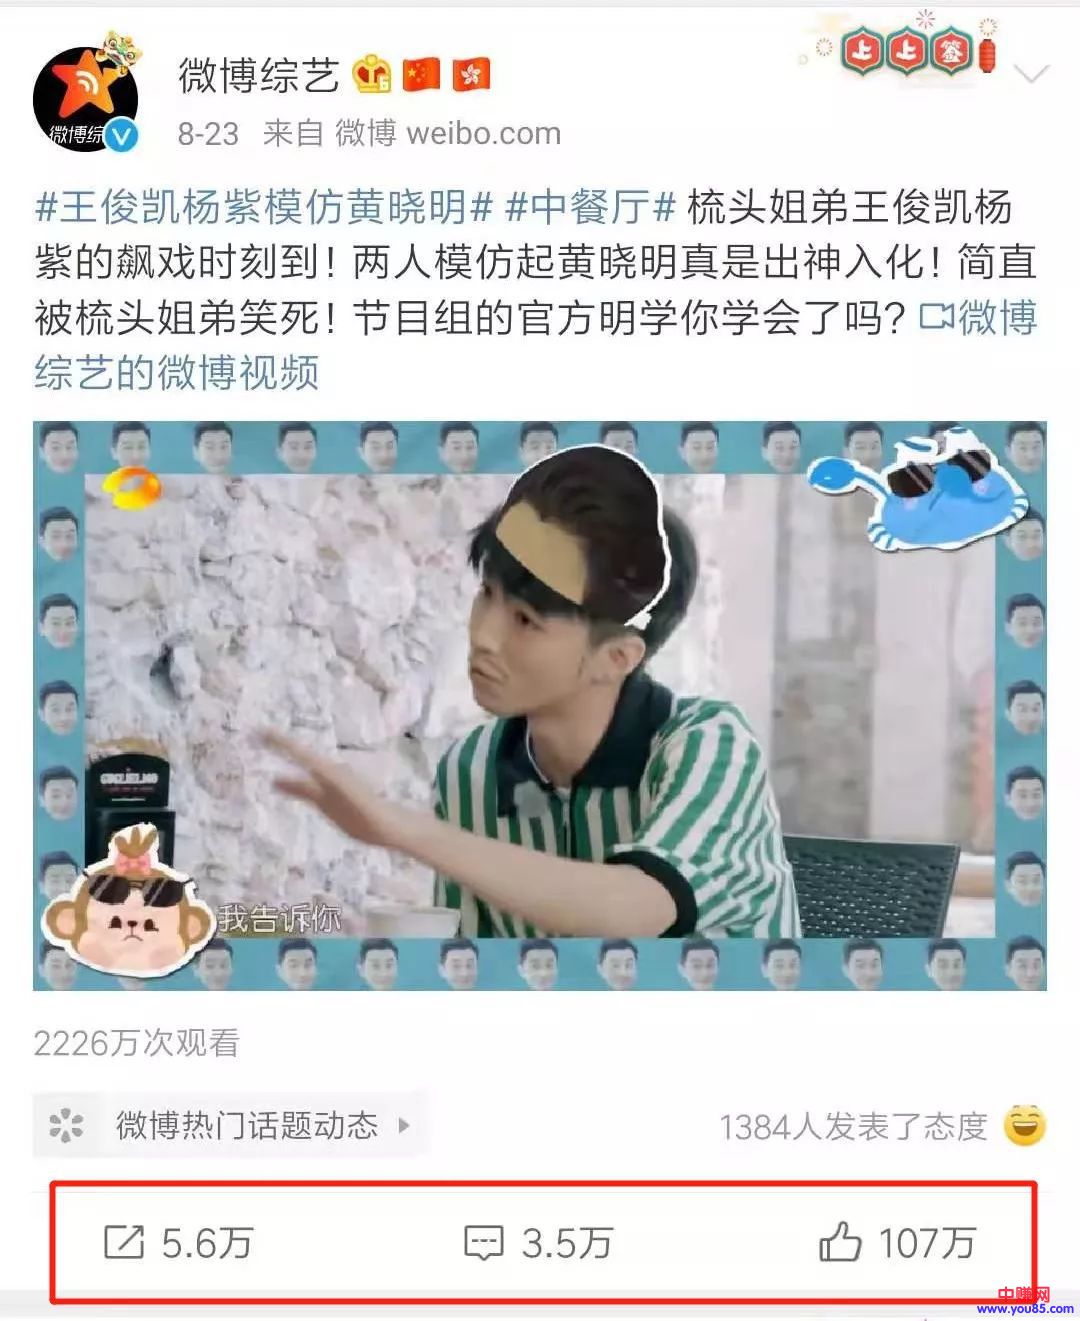 微博综艺
上上签
微博综
8-23 来自 微博 weibo.com
#王俊凯杨紫模仿黄晓明# #中餐厅# 梳头姐弟王俊凯杨
紫的飙戏时刻到！两人模仿起黄晓明真是出神入化！简直
被梳头姐弟笑死！节目组的官方明学你学会了吗？微博
综艺的微博视频
我告诉你
2226万次观看
微博热门话题动态
1384人发表了态度
5.6万 3.5万 107万
中赚网
www.you85.com